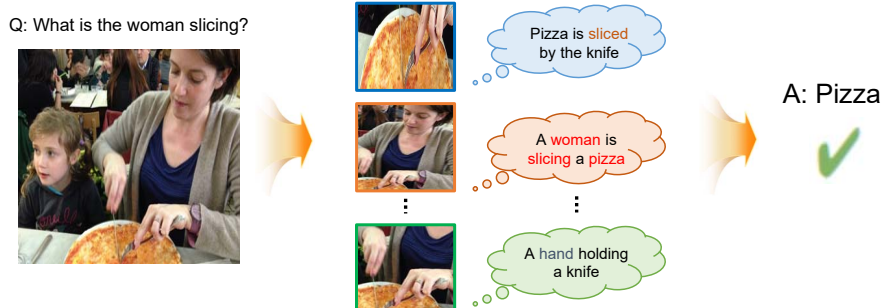 Q: What is the woman slicing?
Pizza is sliced
by the knife
A woman is
slicing a pizza
A hand holding
a knife
A: Pizza